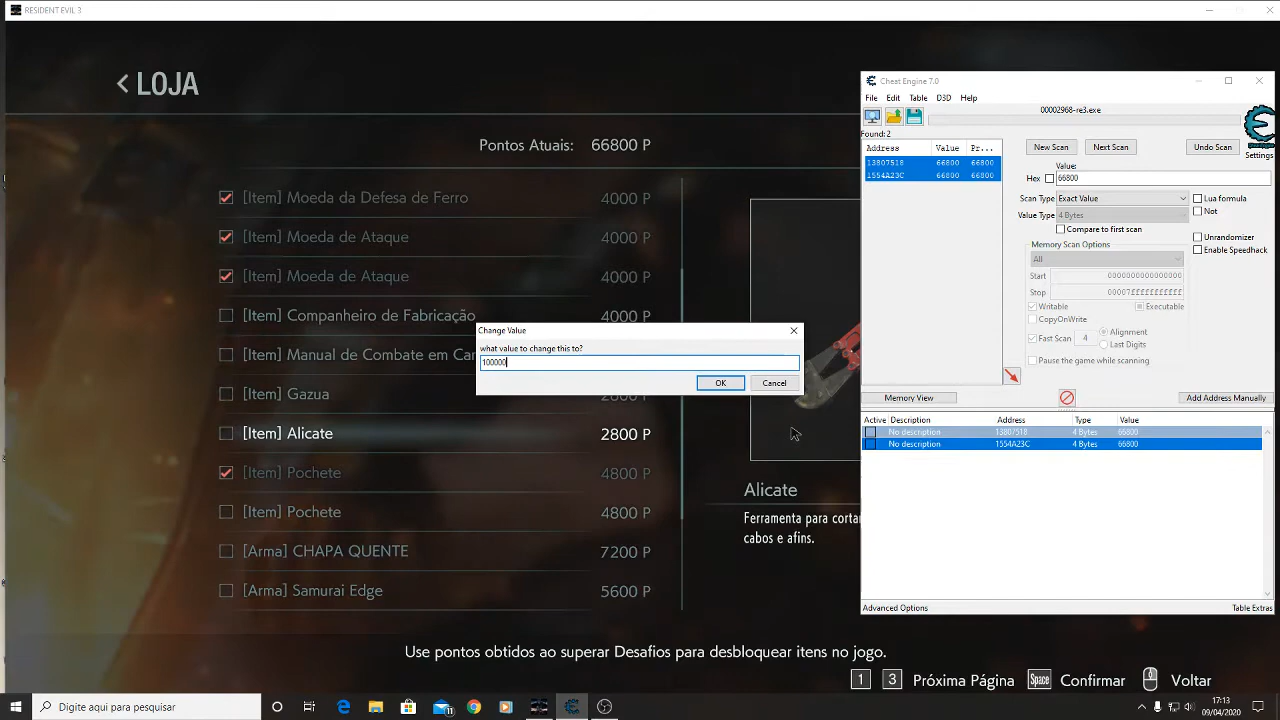 RESIDENT EVIL 3
LOJA
Pontos Atuais: 66800 P
[Item] Moeda da Defesa de Ferro 4000 P
[Item] Moeda de Ataque 4000 P
[Item] Moeda de Ataque 4000 P
[Item] Companheiro de Fabricação 4000 P
[Item] Manual de Combate em Car
[Item] Gazua 2800 P
[Item] Alicate 2800 P
[Item] Pochete 4800 P
[Item] Pochete 4800 P
[Arma] CHAPA QUENTE 7200 P
[Arma] Samurai Edge 5600 P
Alicate
Ferramenta para cortar
cabos e afins.
Use pontos obtidos ao superar Desafios para desbloquear itens no jogo.
1 3 Próxima Página Space Confirmar Voltar
Change Value
what value to change this to?
100000
OK Cancel
Cheat Engine 7.0
File Edit Table D3D Help
00002968-re3.exe
Found: 2
Address Value Pr...
13807518 66800 66800
1554A23C 66800 66800
New Scan Next Scan Undo Scan
Settings
Value:
Hex 66800
Scan Type Exact Value Lua formula
Not
Value Type 4 Bytes
Compare to first scan
Unrandomizer
Enable Speedhack
Memory Scan Options
All
Start 0000000000000000
Stop 00007fffffffffff
Writable Executable
CopyOnWrite
Fast Scan 4 Alignment
Last Digits
Pause the game while scanning
Memory View Add Address Manually
Active Description Address Type Value
No description 13807518 4 Bytes 66800
No description 1554A23C 4 Bytes 66800
Advanced Options Table Extras
Digite aqui para pesquisar
17:13
09/04/2020